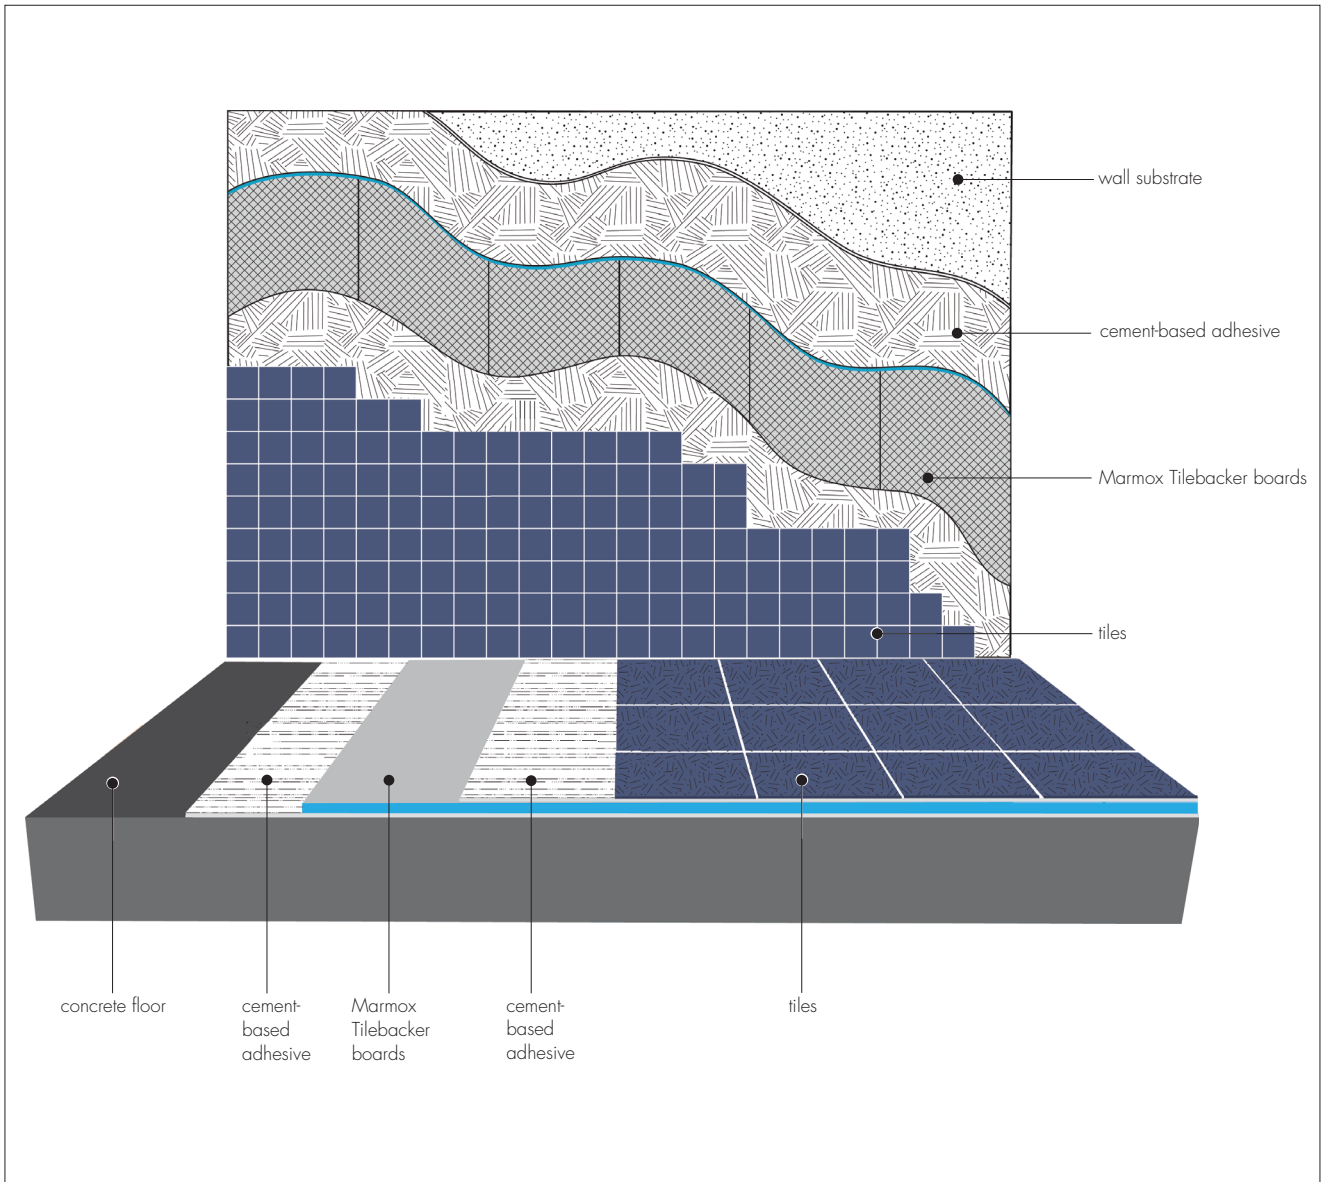 wall substrate
cement-based adhesive
Marmox Tilebacker boards
tiles
concrete floor
cement-
based
adhesive
Marmox
Tilebacker
boards
cement-
based
adhesive
tiles